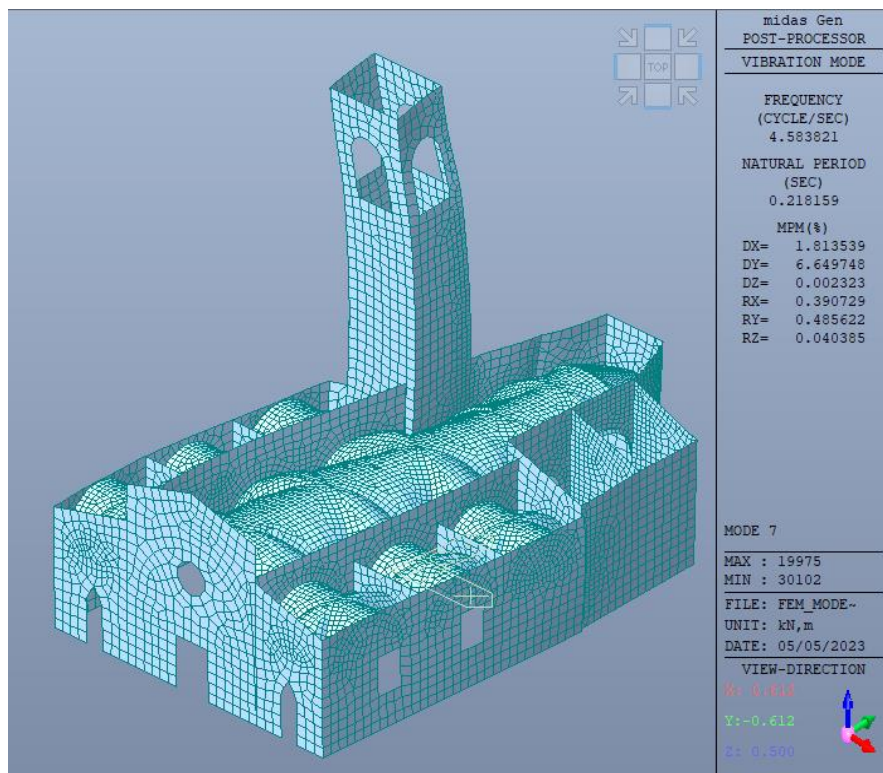 TOP
midas Gen
POST-PROCESSOR
VIBRATION MODE
FREQUENCY
(CYCLE/SEC)
4.583821
NATURAL PERIOD
(SEC)
0.218159
MPM(%)
DX= 1.813539
DY= 6.649748
DZ= 0.002323
RX= 0.390729
RY= 0.485622
RZ= 0.040385
MODE 7
MAX : 19975
MIN : 30102
FILE: FEM_MODE~
UNIT: kN,m
DATE: 05/05/2023
VIEW-DIRECTION
X: 0.612
Y:-0.612
Z: 0.500